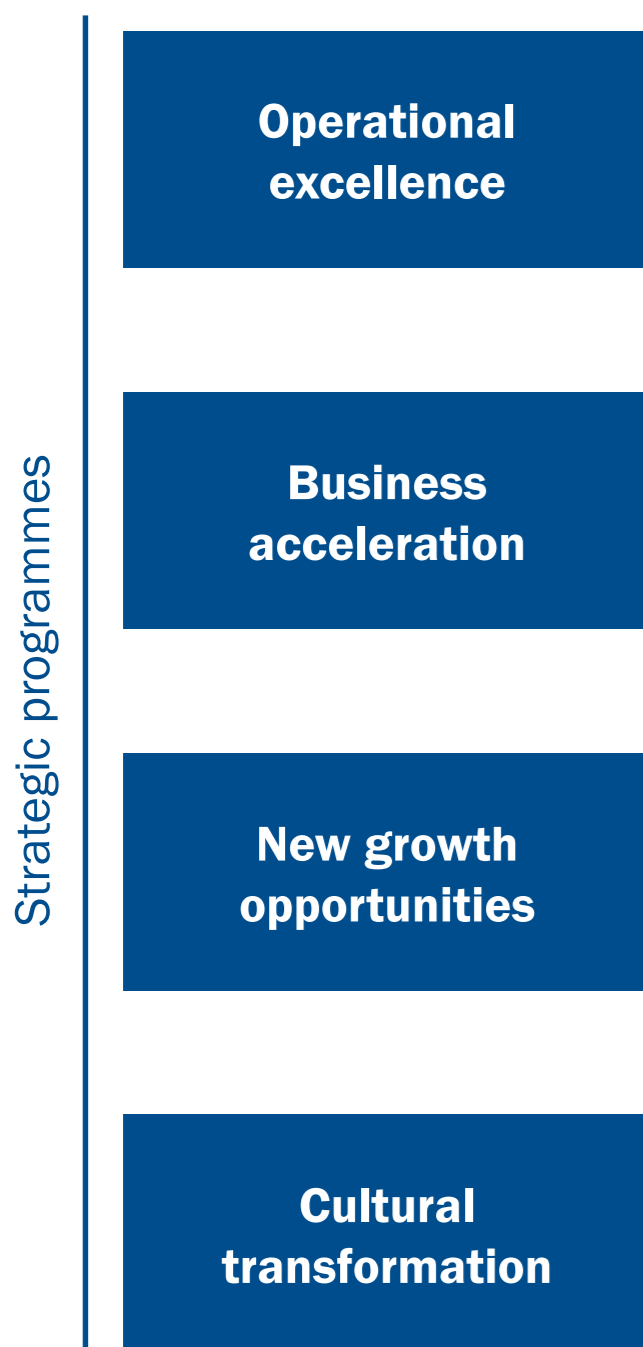 Strategic programmes
Operational
excellence
Business
acceleration
New growth
opportunities
Cultural
transformation